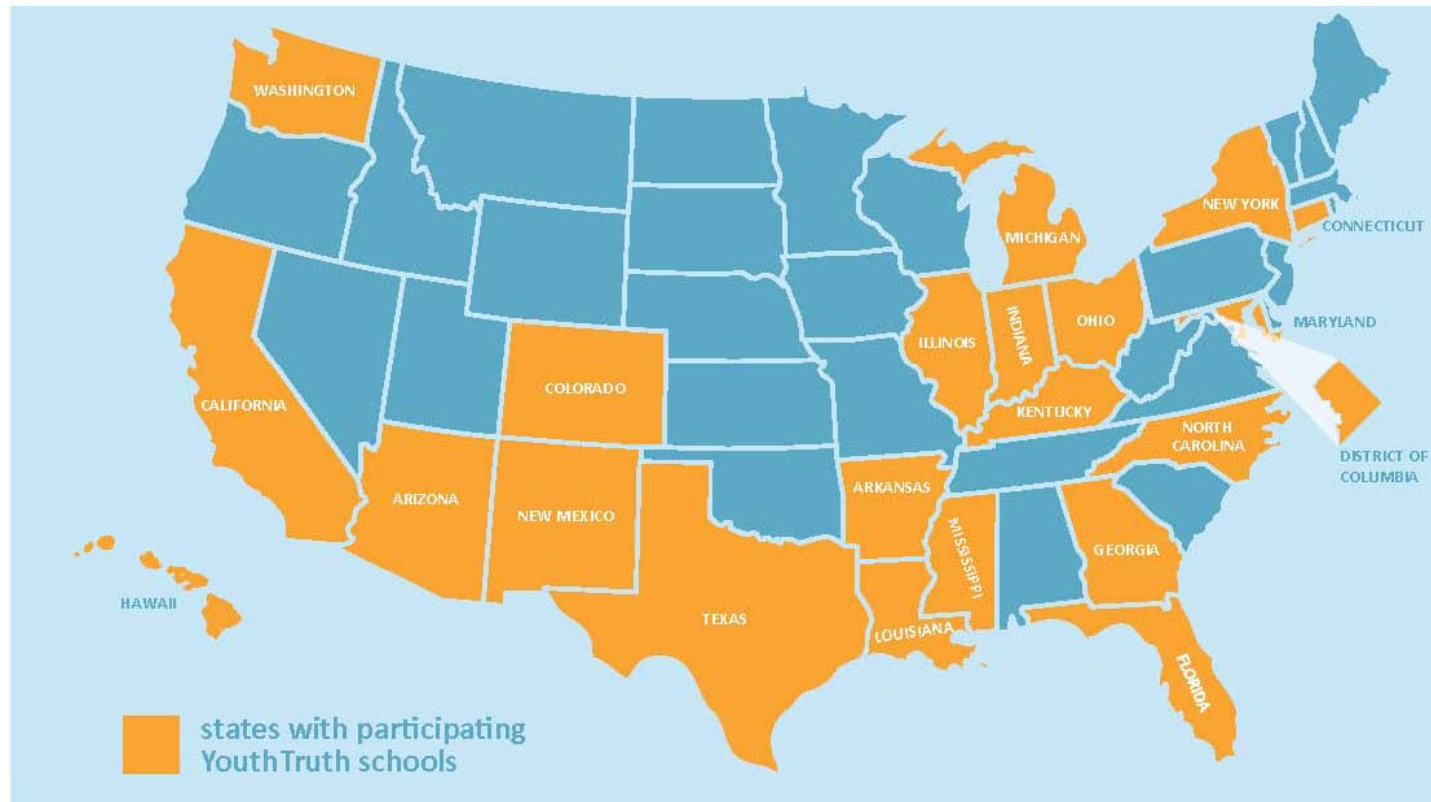 WASHINGTON
NEW YORK
CONNECTICUT
MICHIGAN
MARYLAND
OHIO
INDIANA
ILLINOIS
COLORADO
CALIFORNIA
KENTUCKY
NORTH
CAROLINA
DISTRICT OF
COLUMBIA
ARKANSAS
ARIZONA
NEW MEXICO
MISSISSIPPI
GEORGIA
HAWAII
TEXAS
LOUISIANA
FLORIDA
states with participating
YouthTruth schools